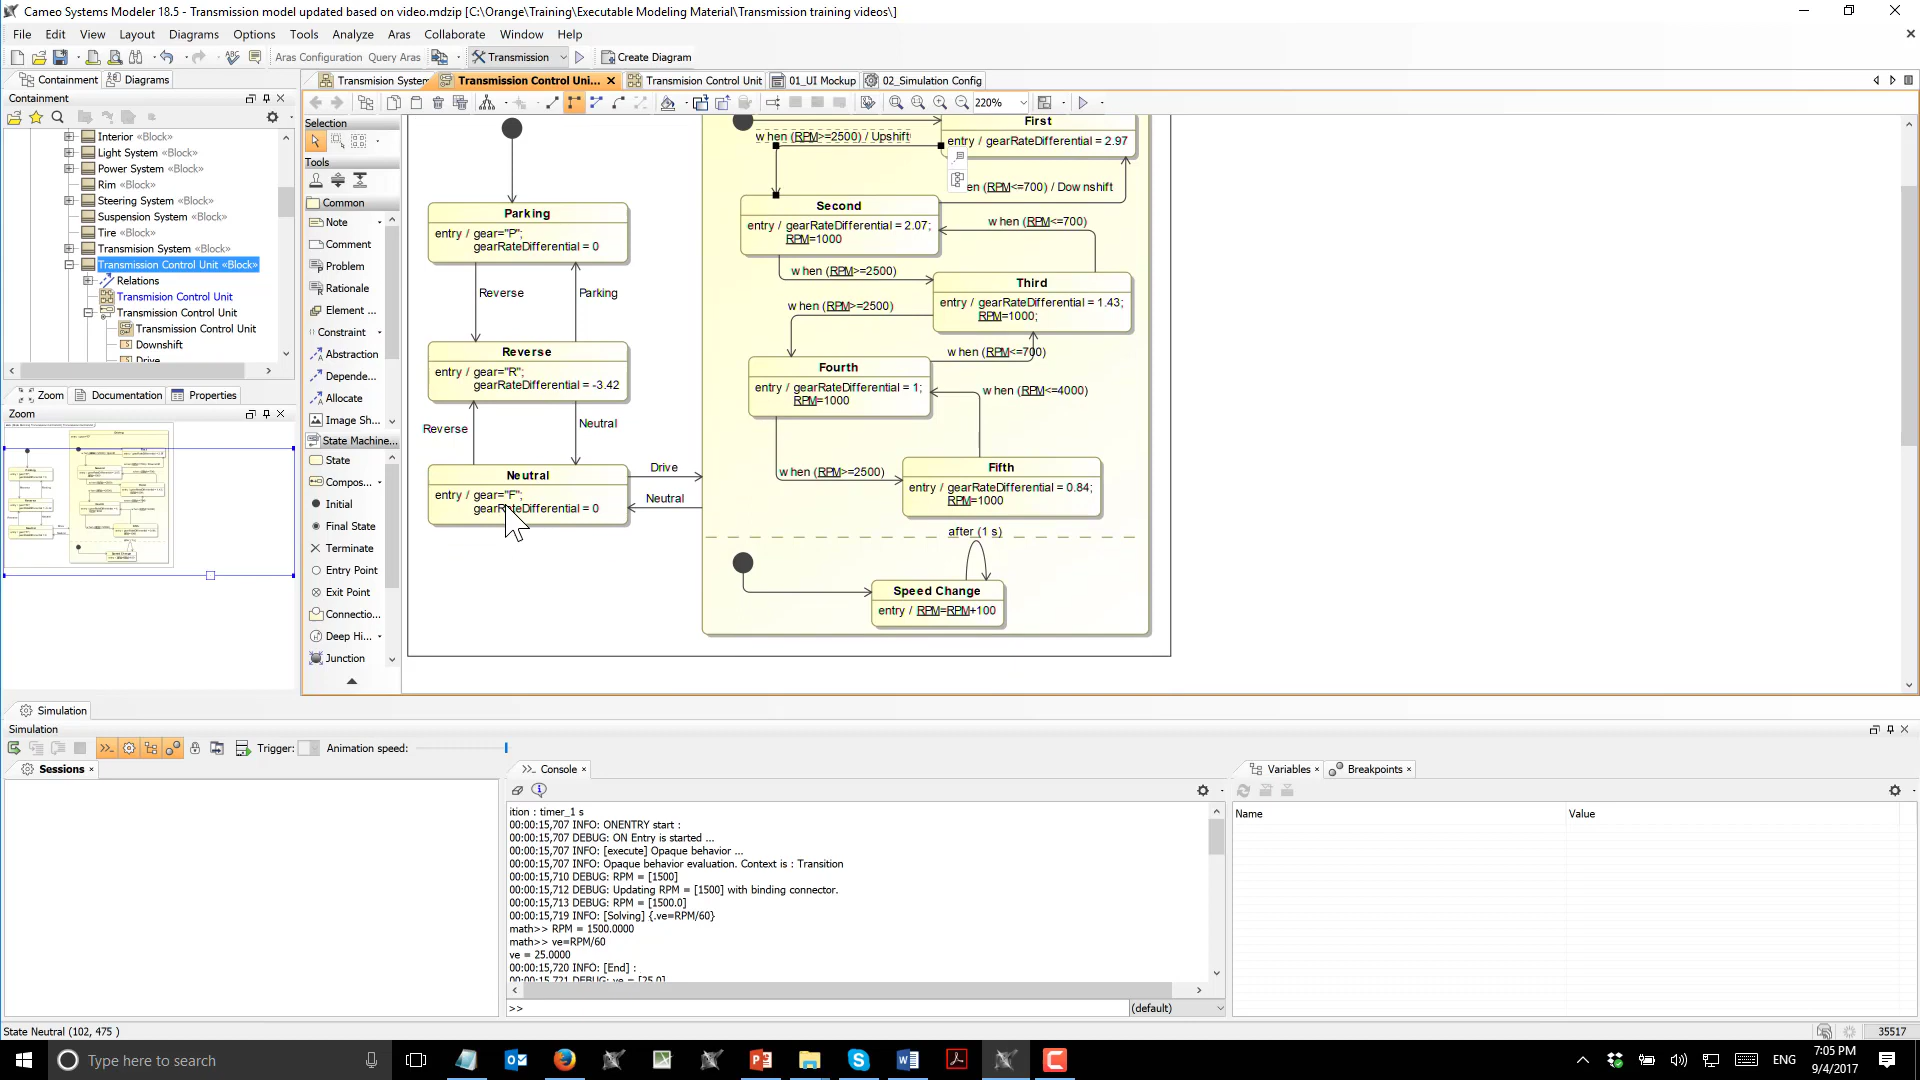 Cameo Systems Modeler 18.5 - Transmission model updated based on video.mdzip [C:\Orange\Training\Executable Modeling Material\Transmission training videos\]
File Edit View Layout Diagrams Options Tools Analyze Aras Collaborate Window Help
Aras Configuration Query Aras Transmission Create Diagram
Containment Diagrams
Transmision System Transmission Control Uni... Transmision Control Unit 01_UI Mockup 02_Simulation Config
Containment
220%
Interior «Block»
Light System «Block»
Power System «Block»
Rim «Block»
Steering System «Block»
Suspension System «Block»
Tire «Block»
Transmision System «Block»
Transmission Control Unit «Block»
Relations
Transmision Control Unit
Transmission Control Unit
Transmission Control Unit
Downshift
Drive
Zoom Documentation Properties
Zoom
Selection
Tools
Common
Note
Comment
Problem
Rationale
Element ...
Constraint
Abstraction
Depende...
Allocate
Image Sh...
State Machine...
State
Compos...
Initial
Final State
Terminate
Entry Point
Exit Point
Connectio...
Deep Hi...
Junction
Parking
entry / gear="P";
gearRateDifferential = 0
Reverse
Parking
Reverse
entry / gear="R";
gearRateDifferential = -3.42
Reverse
Neutral
Neutral
entry / gear="F";
gearRateDifferential = 0
Drive
Neutral
First
entry / gearRateDifferential = 2.97
when (RPM>=2500) / Upshift
en (RPM<=700) / Downshift
Second
entry / gearRateDifferential = 2.07;
RPM=1000
when (RPM<=700)
when (RPM>=2500)
Third
entry / gearRateDifferential = 1.43;
RPM=1000;
when (RPM>=2500)
when (RPM<=700)
Fourth
entry / gearRateDifferential = 1;
RPM=1000
when (RPM<=4000)
when (RPM>=2500)
Fifth
entry / gearRateDifferential = 0.84;
RPM=1000
after (1 s)
Speed Change
entry / RPM=RPM+100
Simulation
Simulation
Trigger: Animation speed:
Sessions
Console
ition : timer_1 s
00:00:15,707 INFO: ONENTRY start :
00:00:15,707 DEBUG: ON Entry is started ...
00:00:15,707 INFO: [execute] Opaque behavior ...
00:00:15,707 INFO: Opaque behavior evaluation. Context is : Transition
00:00:15,710 DEBUG: RPM = [1500]
00:00:15,712 DEBUG: Updating RPM = [1500] with binding connector.
00:00:15,713 DEBUG: RPM = [1500.0]
00:00:15,719 INFO: [Solving] {.ve=RPM/60}
math>> RPM = 1500.0000
math>> ve=RPM/60
ve = 25.0000
00:00:15,720 INFO: [End] :
00:00:15,721 DEBUG: ve = [25.0]
>>
(default)
Variables Breakpoints
Name Value
State Neutral (102, 475 )
35517
Type here to search
ENG
7:05 PM
9/4/2017